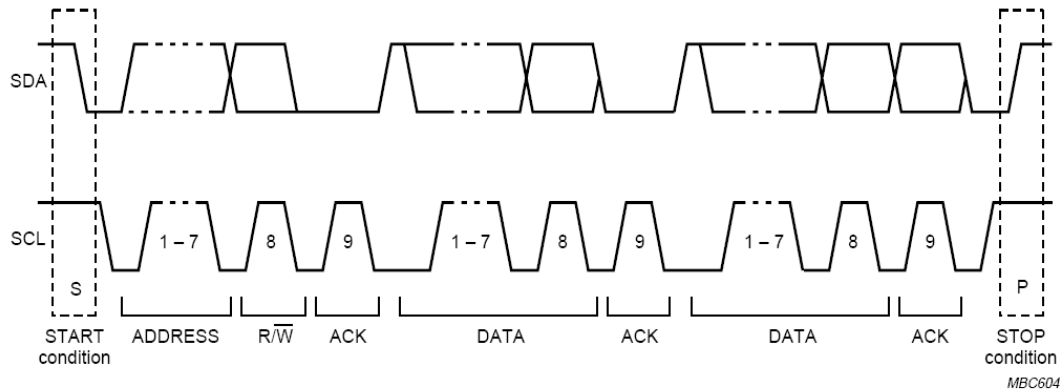 SDA
SCL
1 – 7
8
9
1 – 7
8
9
1 – 7
8
9
S
P
START condition
ADDRESS
R/W̅
ACK
DATA
ACK
DATA
ACK
STOP condition
MBC604